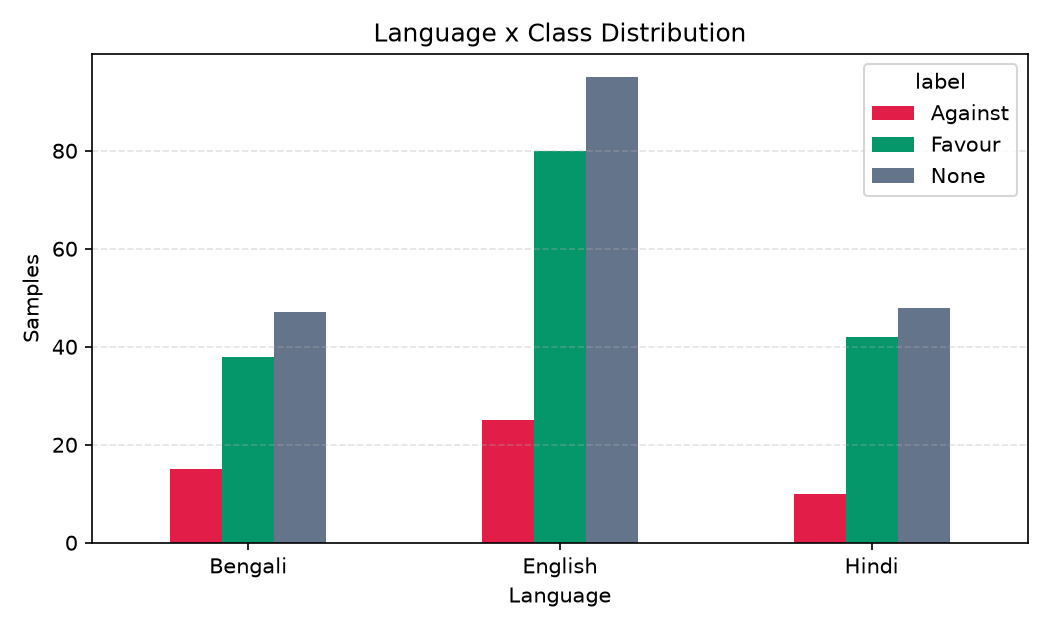 Language x Class Distribution
label
Against
Favour
None
Samples
80
60
40
20
0
Bengali English Hindi
Language